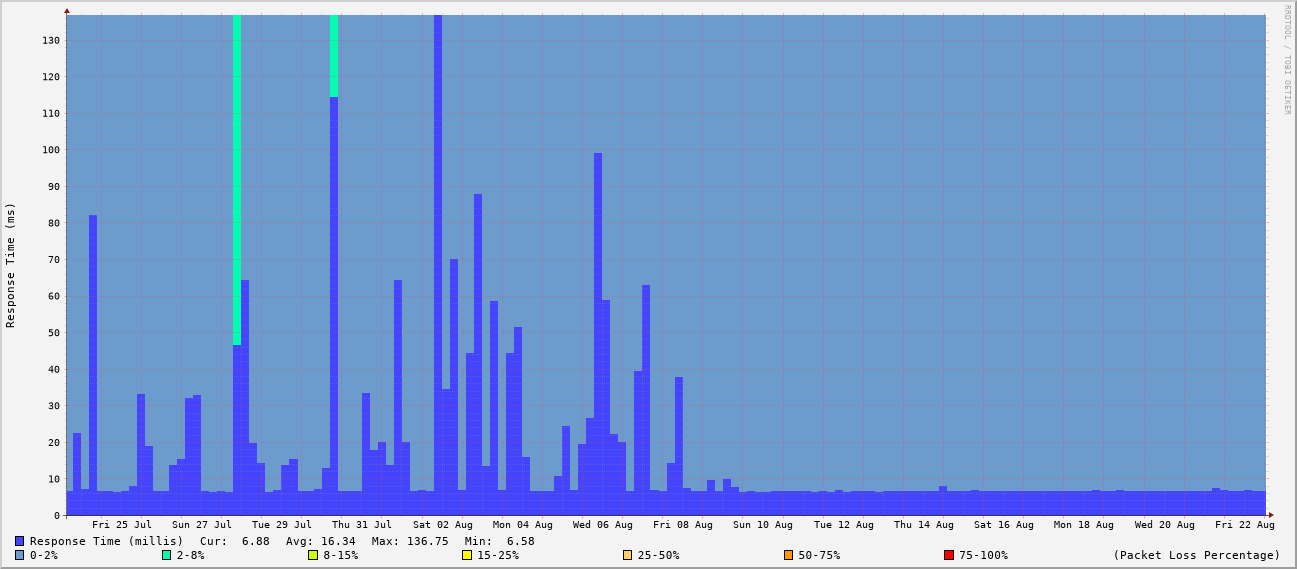 RRDTOOL / TOBI OETIKER
Response Time (ms)
130
120
110
100
90
80
70
60
50
40
30
20
10
0
Fri 25 Jul Sun 27 Jul Tue 29 Jul Thu 31 Jul Sat 02 Aug Mon 04 Aug Wed 06 Aug Fri 08 Aug Sun 10 Aug Tue 12 Aug Thu 14 Aug Sat 16 Aug Mon 18 Aug Wed 20 Aug Fri 22 Aug
Response Time (millis) Cur: 6.88 Avg: 16.34 Max: 136.75 Min: 6.58
0-2% 2-8% 8-15% 15-25% 25-50% 50-75% 75-100% (Packet Loss Percentage)